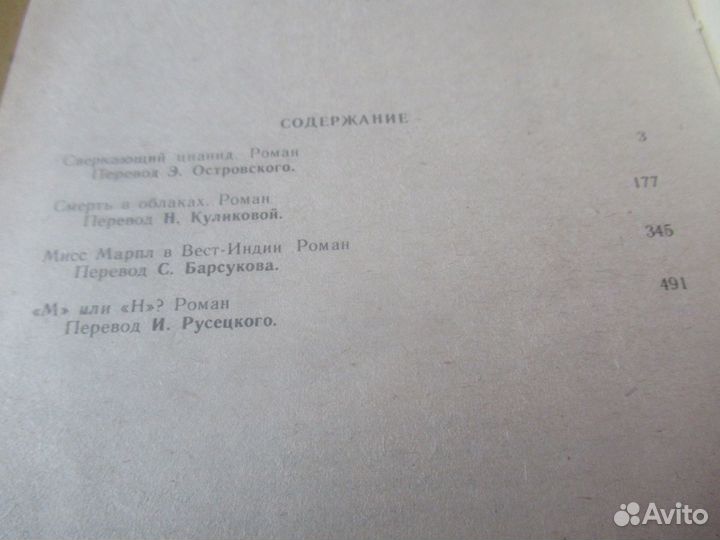 СОДЕРЖАНИЕ
Сверкающий цианид. Роман 3
Перевод Э. Островского.
Смерть в облаках. Роман 177
Перевод Н. Куликовой.
Мисс Марпл в Вест-Индии Роман 345
Перевод С. Барсукова.
«М» или «Н»? Роман 491
Перевод И. Русецкого.
Avito